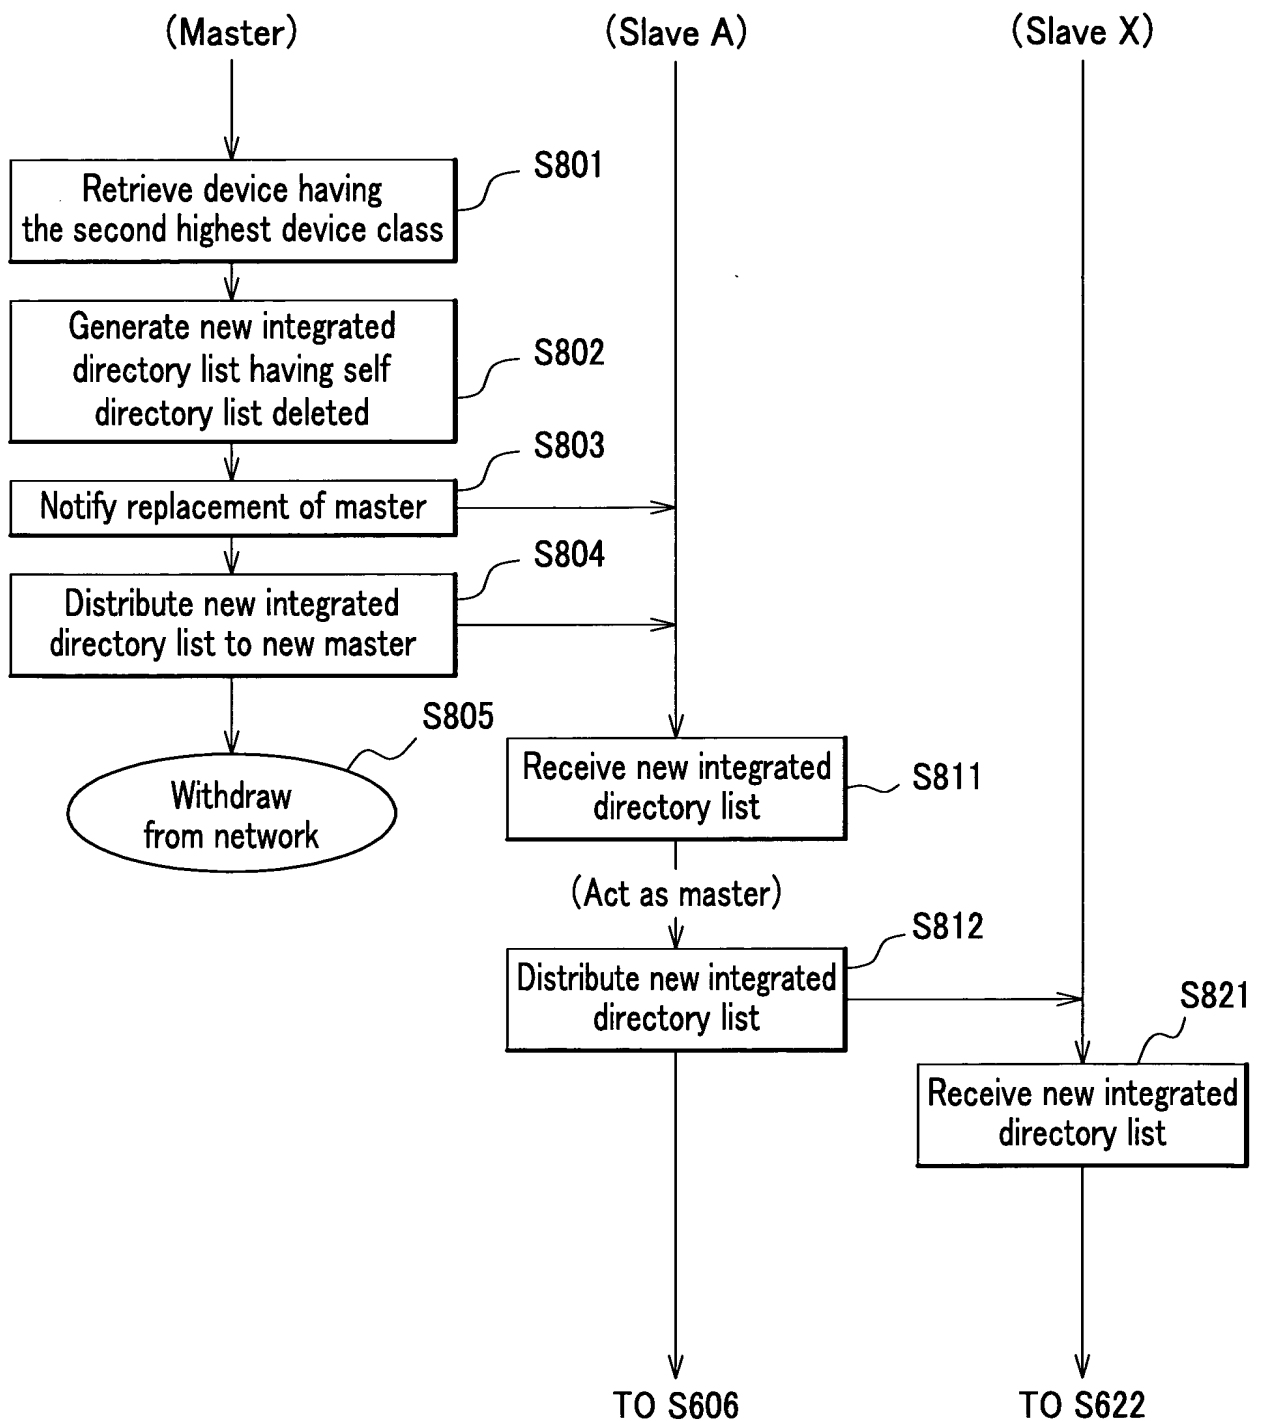 (Master)
(Slave A)
(Slave X)
S801
Retrieve device having
the second highest device class
S802
Generate new integrated
directory list having self
directory list deleted
S803
Notify replacement of master
S804
Distribute new integrated
directory list to new master
S805
Withdraw
from network
Receive new integrated
directory list
S811
(Act as master)
S812
Distribute new integrated
directory list
S821
Receive new integrated
directory list
TO S606
TO S622